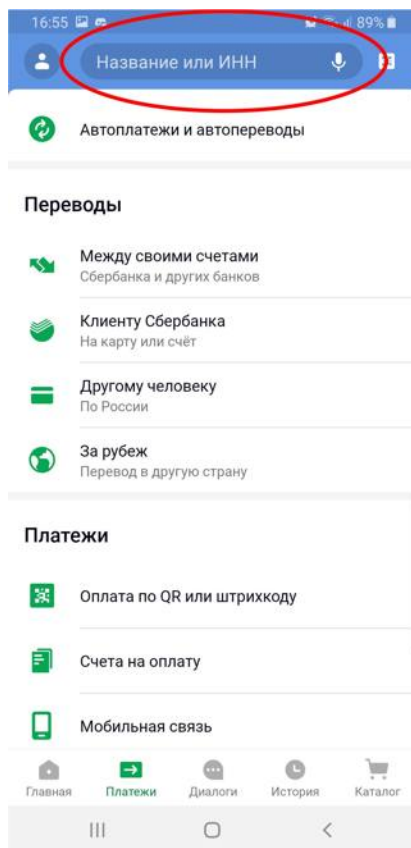 16:55 89%
Название или ИНН
Автоплатежи и автопереводы
Переводы
Между своими счетами
Сбербанка и других банков
Клиенту Сбербанка
На карту или счёт
Другому человеку
По России
За рубеж
Перевод в другую страну
Платежи
Оплата по QR или штрихкоду
Счета на оплату
Мобильная связь
Главная Платежи Диалоги История Каталог